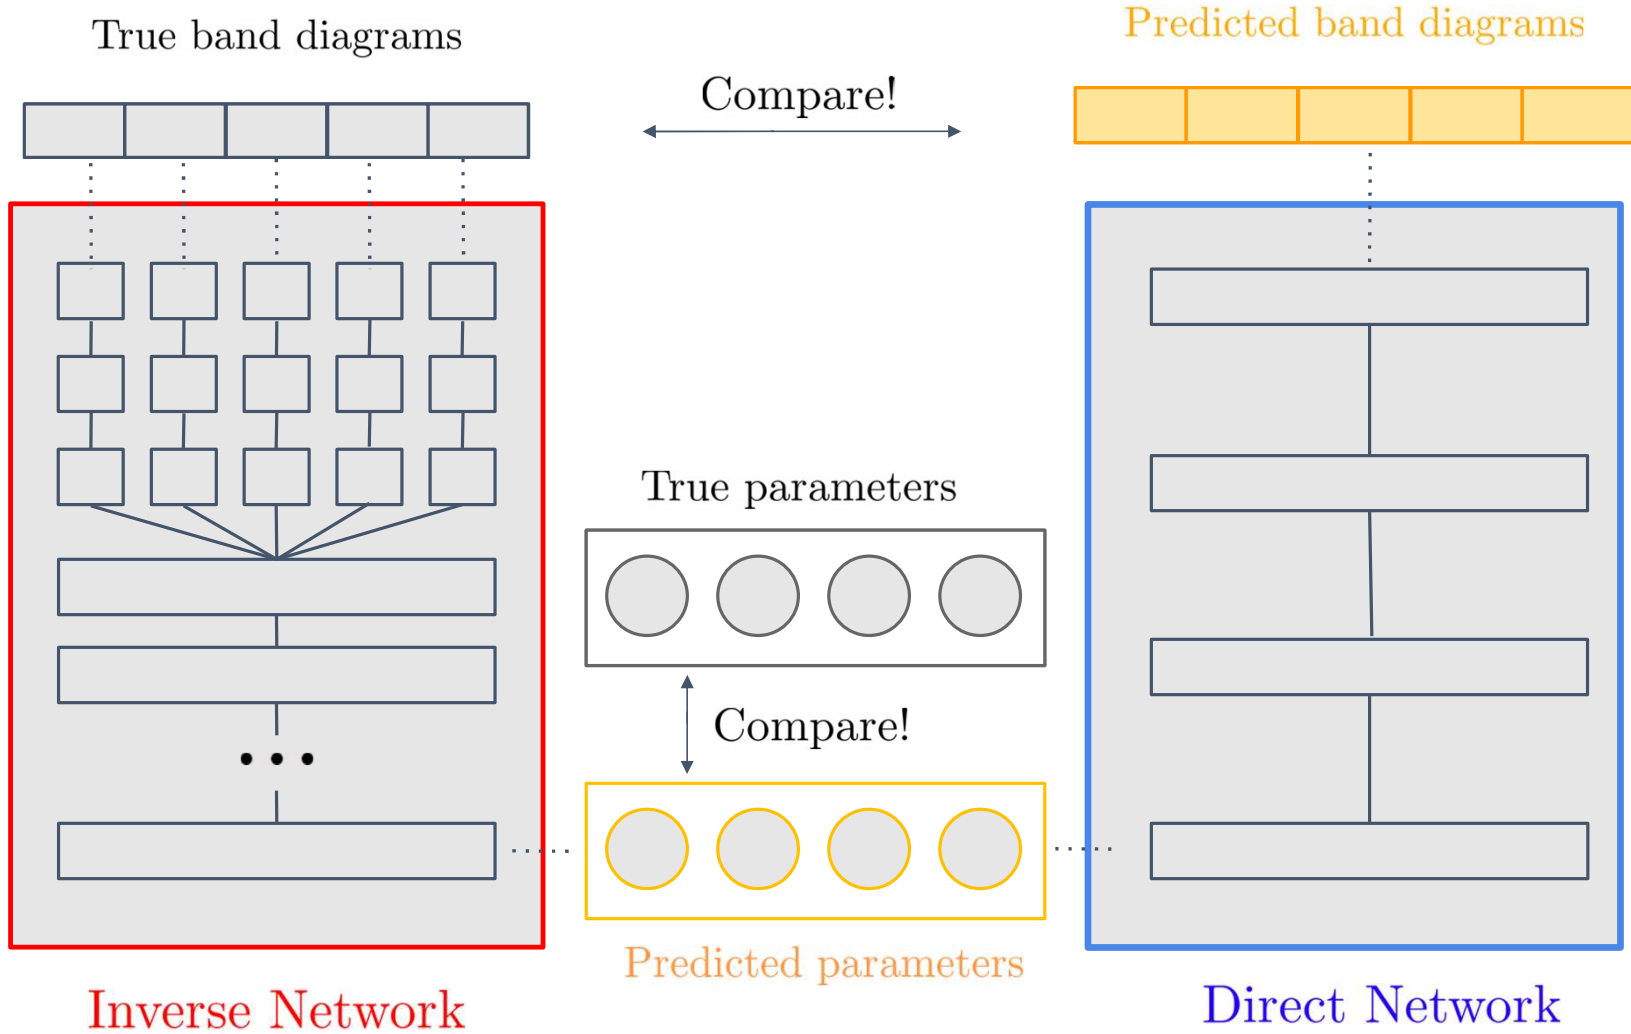 True band diagrams
Predicted band diagrams
Compare!
True parameters
Compare!
Predicted parameters
Inverse Network
Direct Network